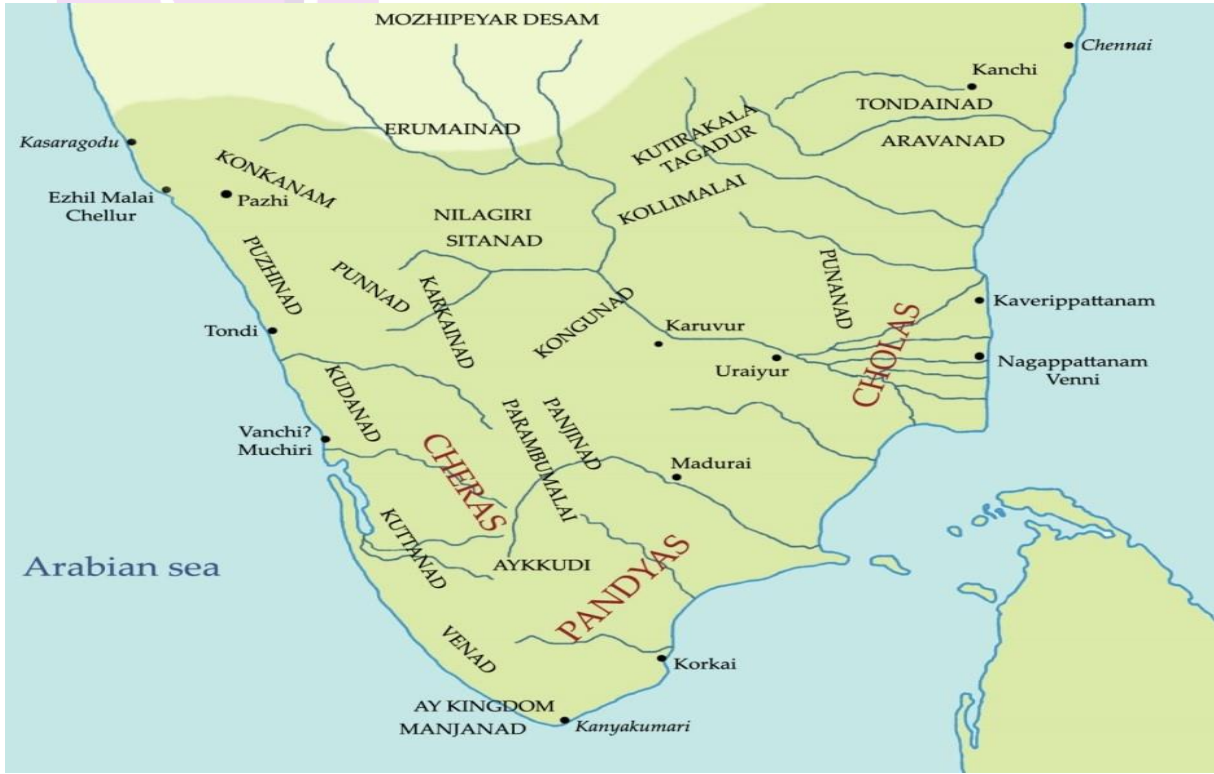 MOZHIPEYAR DESAM
Chennai
Kanchi
TONDAINAD
ERUMAINAD
KUTIRAKALA
TAGADUR
ARAVANAD
Kasaragodu
KONKANAM
Ezhil Malai
Chellur
Pazhi
KOLLIMALAI
NILAGIRI
SITANAD
PUZHINAD
PUNNAD
KARKAINAD
PUNANAD
Kaverippattanam
Tondi
KONGUNAD
Karuvur
Uraiyur
CHOLAS
Nagappattanam
Venni
KUDANAD
Vanchi?
Muchiri
CHERAS
PARAMBUMALAI
PANJINAD
Madurai
KUTTANAD
Arabian sea
AYKKUDI
PANDYAS
VENAD
Korkai
AY KINGDOM
MANJANAD
Kanyakumari